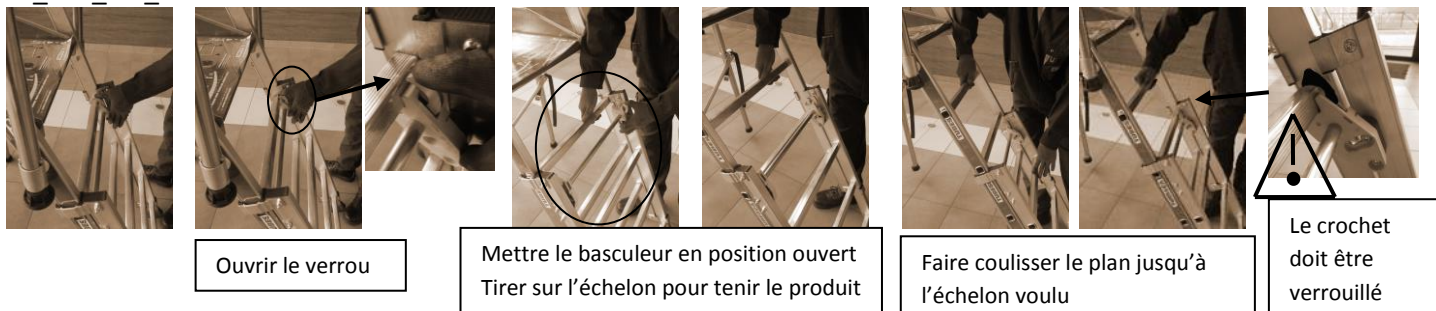 Ouvrir le verrou
Mettre le basculeur en position ouvert
Tirer sur l’échelon pour tenir le produit
Faire coulisser le plan jusqu’à
l’échelon voulu
Le crochet
doit être
verrouillé